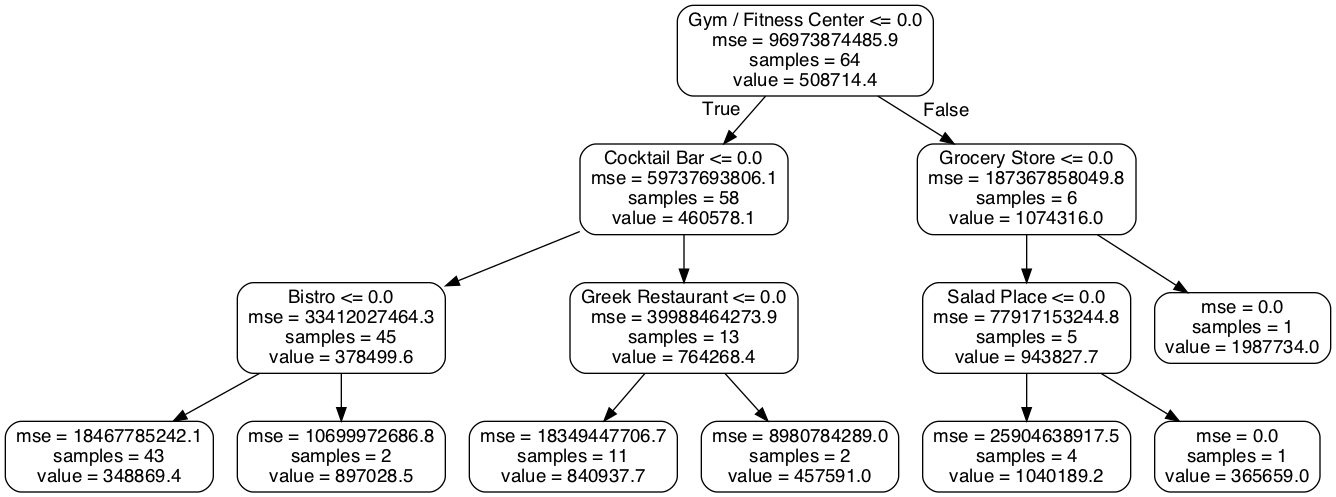 Gym / Fitness Center <= 0.0
mse = 96973874485.9
samples = 64
value = 508714.4
True
False
Cocktail Bar <= 0.0
mse = 59737693806.1
samples = 58
value = 460578.1
Grocery Store <= 0.0
mse = 187367858049.8
samples = 6
value = 1074316.0
Bistro <= 0.0
mse = 33412027464.3
samples = 45
value = 378499.6
Greek Restaurant <= 0.0
mse = 39988464273.9
samples = 13
value = 764268.4
Salad Place <= 0.0
mse = 77917153244.8
samples = 5
value = 943827.7
mse = 0.0
samples = 1
value = 1987734.0
mse = 18467785242.1
samples = 43
value = 348869.4
mse = 10699972686.8
samples = 2
value = 897028.5
mse = 18349447706.7
samples = 11
value = 840937.7
mse = 8980784289.0
samples = 2
value = 457591.0
mse = 25904638917.5
samples = 4
value = 1040189.2
mse = 0.0
samples = 1
value = 365659.0